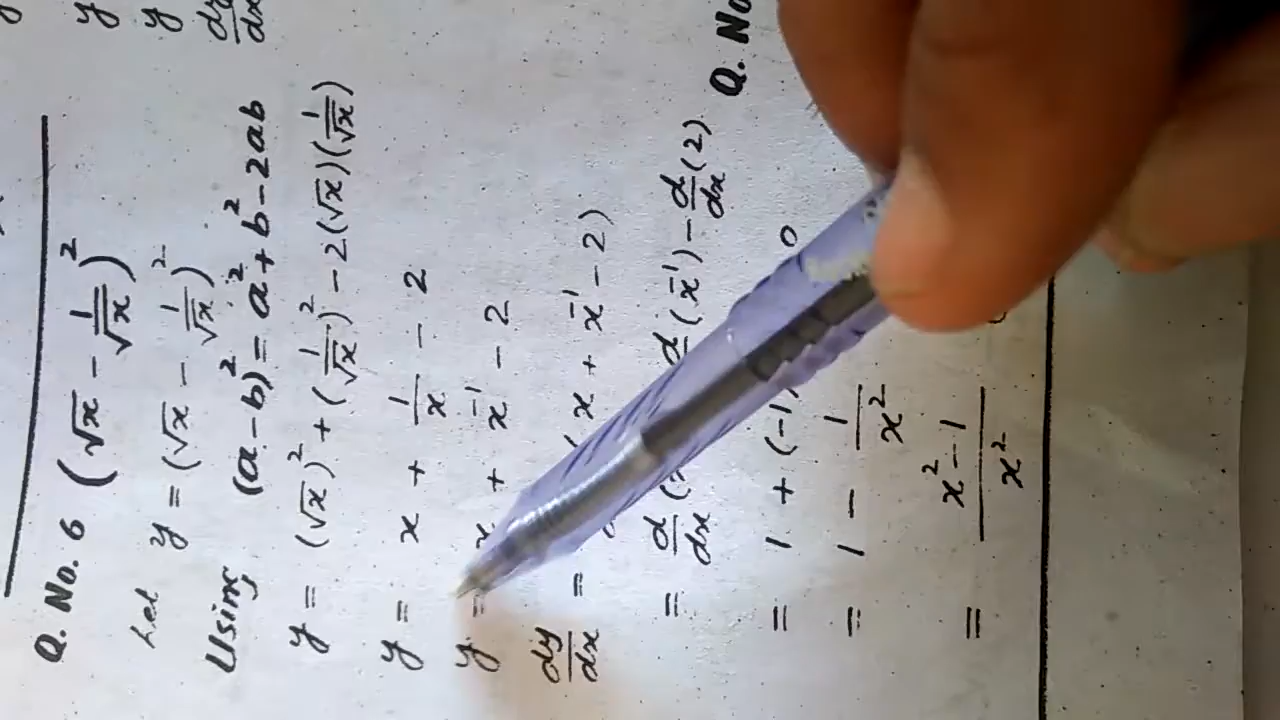 Q. No. 6 (√x - 1/√x)²
Let y = (√x - 1/√x)²
Using (a - b)² = a² + b² - 2ab
y = (√x)² + (1/√x)² - 2(√x)(1/√x)
y = x + 1/x - 2
y = x + x⁻¹ - 2
dy/dx = x + x⁻¹ - 2)
= d/dx ( d/dx (x⁻¹) - d/dx (2)
= 1 + (-1) 0
= 1 - 1/x²
= x² - 1/x²
y
y
dy/dx
Q. No